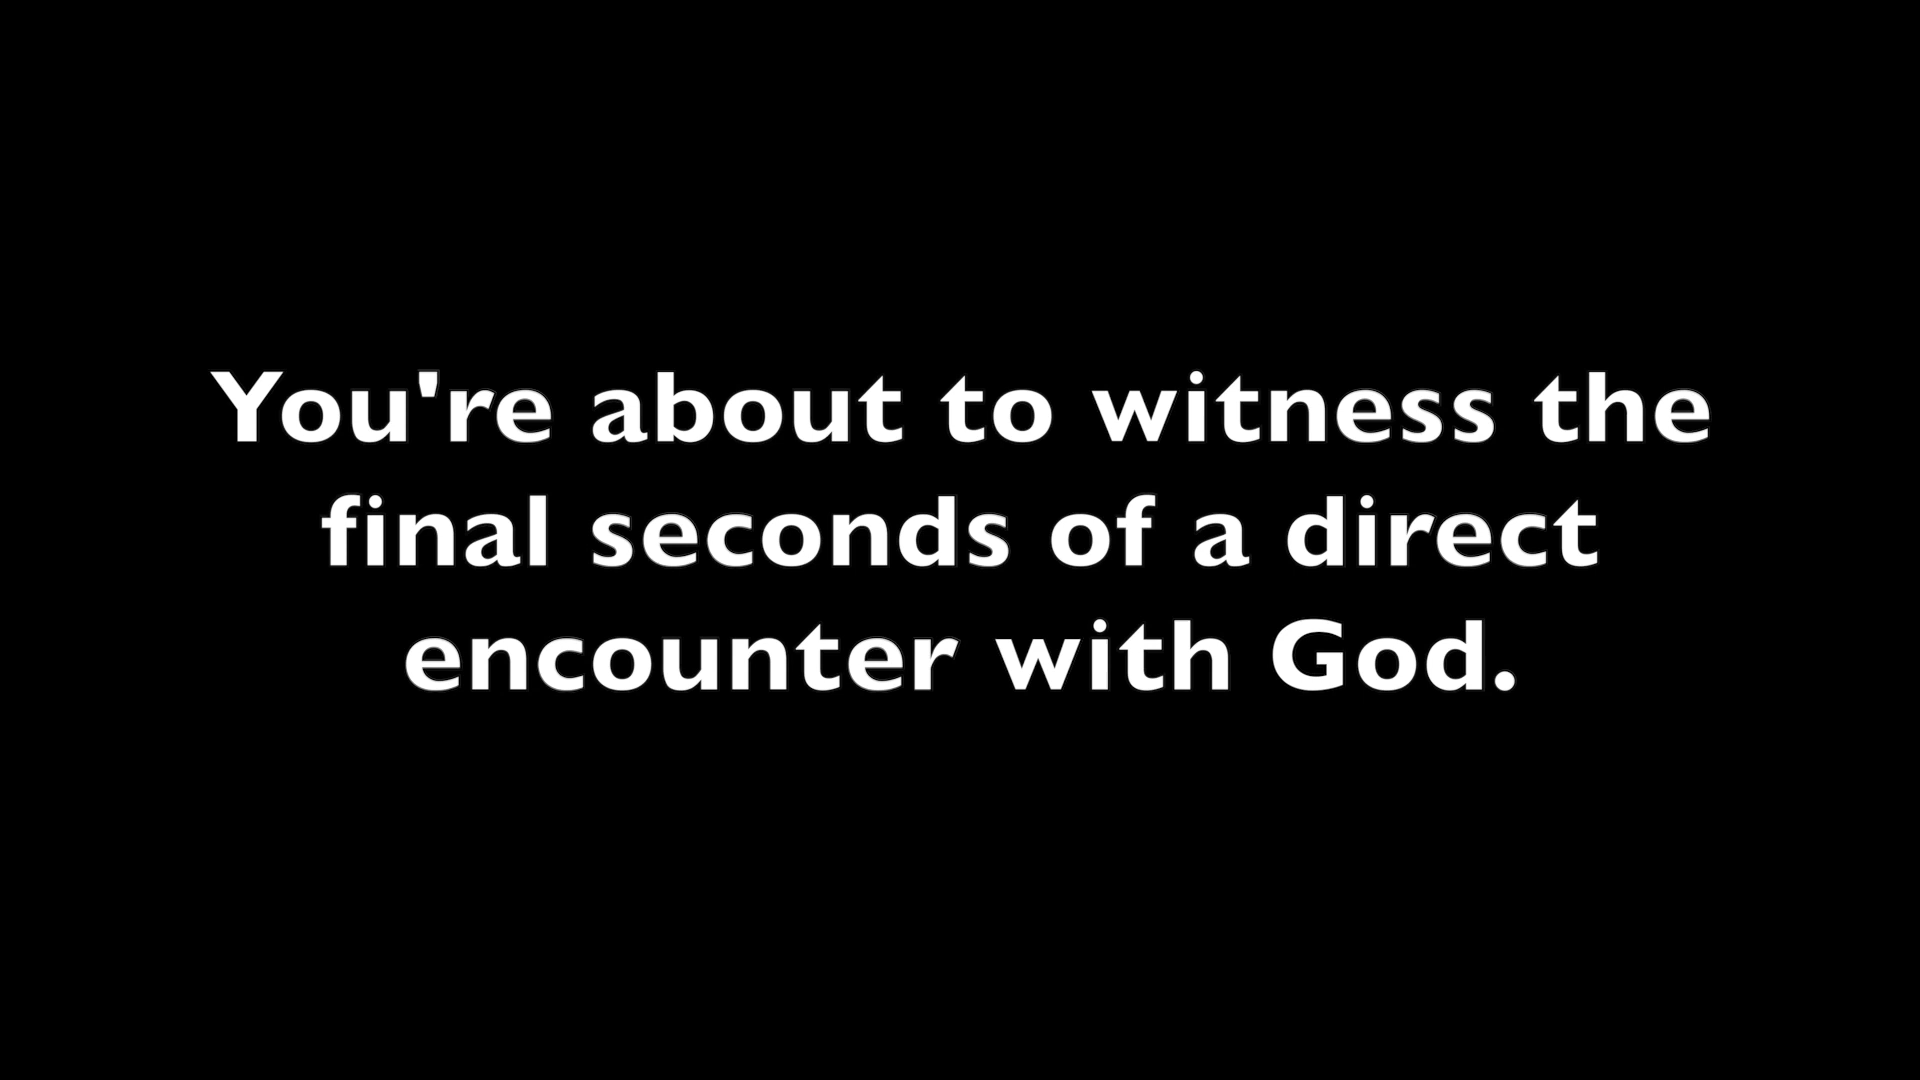 You're about to witness the
final seconds of a direct
encounter with God.